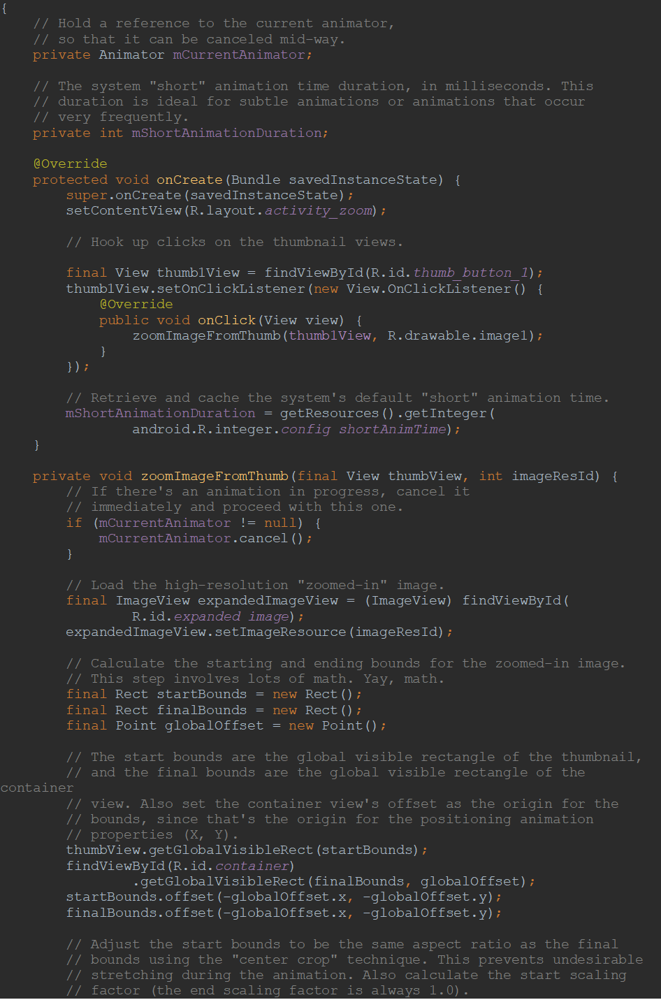 {
    // Hold a reference to the current animator,
    // so that it can be canceled mid-way.
    private Animator mCurrentAnimator;

    // The system "short" animation time duration, in milliseconds. This
    // duration is ideal for subtle animations or animations that occur
    // very frequently.
    private int mShortAnimationDuration;

    @Override
    protected void onCreate(Bundle savedInstanceState) {
        super.onCreate(savedInstanceState);
        setContentView(R.layout.activity_zoom);

        // Hook up clicks on the thumbnail views.

        final View thumb1View = findViewById(R.id.thumb_button_1);
        thumb1View.setOnClickListener(new View.OnClickListener() {
            @Override
            public void onClick(View view) {
                zoomImageFromThumb(thumb1View, R.drawable.image1);
            }
        });

        // Retrieve and cache the system's default "short" animation time.
        mShortAnimationDuration = getResources().getInteger(
                android.R.integer.config_shortAnimTime);
    }

    private void zoomImageFromThumb(final View thumbView, int imageResId) {
        // If there's an animation in progress, cancel it
        // immediately and proceed with this one.
        if (mCurrentAnimator != null) {
            mCurrentAnimator.cancel();
        }

        // Load the high-resolution "zoomed-in" image.
        final ImageView expandedImageView = (ImageView) findViewById(
                R.id.expanded_image);
        expandedImageView.setImageResource(imageResId);

        // Calculate the starting and ending bounds for the zoomed-in image.
        // This step involves lots of math. Yay, math.
        final Rect startBounds = new Rect();
        final Rect finalBounds = new Rect();
        final Point globalOffset = new Point();

        // The start bounds are the global visible rectangle of the thumbnail,
        // and the final bounds are the global visible rectangle of the
container
        // view. Also set the container view's offset as the origin for the
        // bounds, since that's the origin for the positioning animation
        // properties (X, Y).
        thumbView.getGlobalVisibleRect(startBounds);
        findViewById(R.id.container)
                .getGlobalVisibleRect(finalBounds, globalOffset);
        startBounds.offset(-globalOffset.x, -globalOffset.y);
        finalBounds.offset(-globalOffset.x, -globalOffset.y);

        // Adjust the start bounds to be the same aspect ratio as the final
        // bounds using the "center crop" technique. This prevents undesirable
        // stretching during the animation. Also calculate the start scaling
        // factor (the end scaling factor is always 1.0).